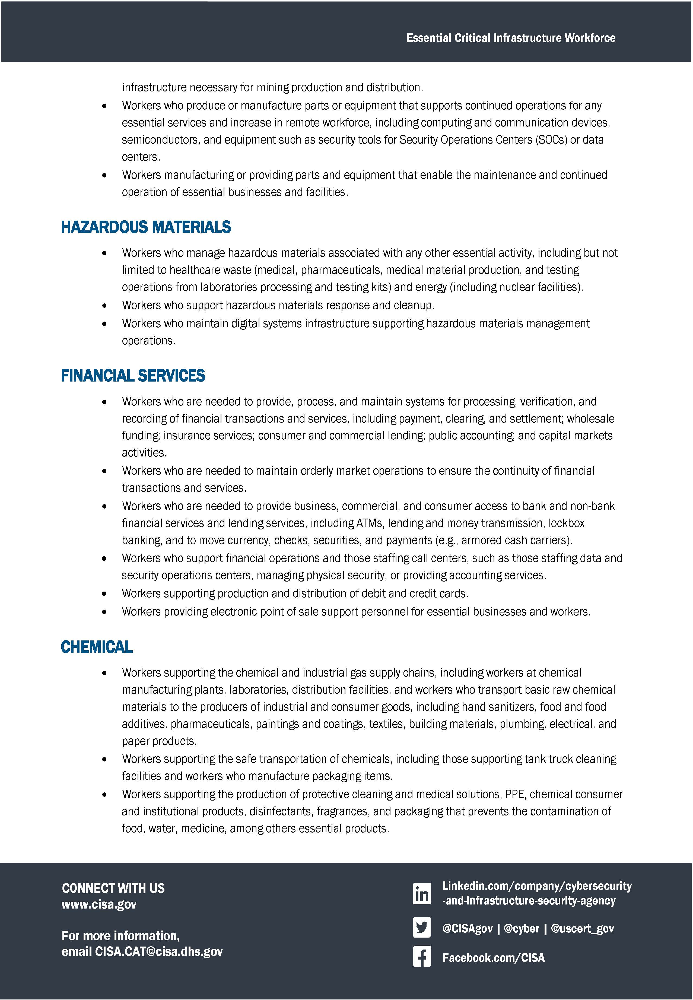 Essential Critical Infrastructure Workforce
infrastructure necessary for mining production and distribution.
• Workers who produce or manufacture parts or equipment that supports continued operations for any
essential services and increase in remote workforce, including computing and communication devices,
semiconductors, and equipment such as security tools for Security Operations Centers (SOCs) or data
centers.
• Workers manufacturing or providing parts and equipment that enable the maintenance and continued
operation of essential businesses and facilities.
HAZARDOUS MATERIALS
• Workers who manage hazardous materials associated with any other essential activity, including but not
limited to healthcare waste (medical, pharmaceuticals, medical material production, and testing
operations from laboratories processing and testing kits) and energy (including nuclear facilities).
• Workers who support hazardous materials response and cleanup.
• Workers who maintain digital systems infrastructure supporting hazardous materials management
operations.
FINANCIAL SERVICES
• Workers who are needed to provide, process, and maintain systems for processing, verification, and
recording of financial transactions and services, including payment, clearing, and settlement; wholesale
funding; insurance services; consumer and commercial lending; public accounting; and capital markets
activities.
• Workers who are needed to maintain orderly market operations to ensure the continuity of financial
transactions and services.
• Workers who are needed to provide business, commercial, and consumer access to bank and non-bank
financial services and lending services, including ATMs, lending and money transmission, lockbox
banking, and to move currency, checks, securities, and payments (e.g., armored cash carriers).
• Workers who support financial operations and those staffing call centers, such as those staffing data and
security operations centers, managing physical security, or providing accounting services.
• Workers supporting production and distribution of debit and credit cards.
• Workers providing electronic point of sale support personnel for essential businesses and workers.
CHEMICAL
• Workers supporting the chemical and industrial gas supply chains, including workers at chemical
manufacturing plants, laboratories, distribution facilities, and workers who transport basic raw chemical
materials to the producers of industrial and consumer goods, including hand sanitizers, food and food
additives, pharmaceuticals, paintings and coatings, textiles, building materials, plumbing, electrical, and
paper products.
• Workers supporting the safe transportation of chemicals, including those supporting tank truck cleaning
facilities and workers who manufacture packaging items.
• Workers supporting the production of protective cleaning and medical solutions, PPE, chemical consumer
and institutional products, disinfectants, fragrances, and packaging that prevents the contamination of
food, water, medicine, among others essential products.
CONNECT WITH US
www.cisa.gov
For more information,
email CISA.CAT@cisa.dhs.gov
in
Linkedin.com/company/cybersecurity
-and-infrastructure-security-agency
@CISAgov | @cyber | @uscert_gov
Facebook.com/CISA